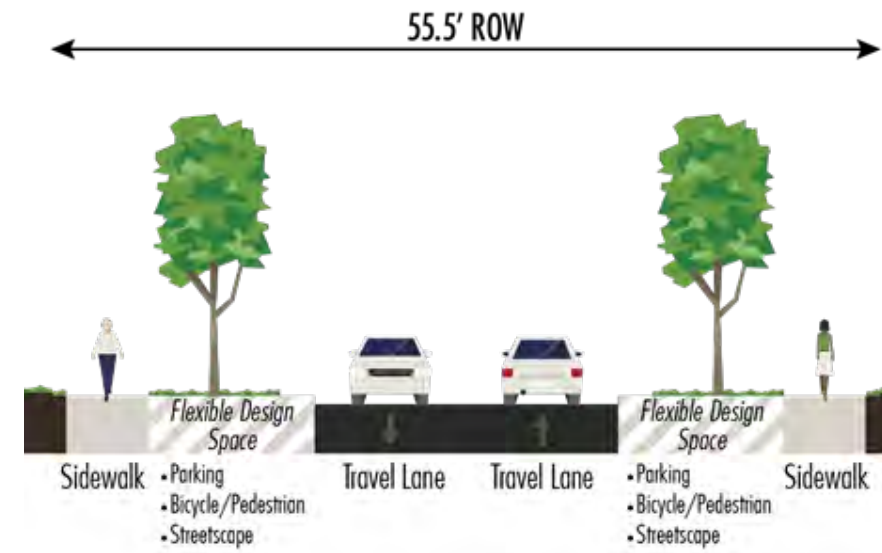 55.5' ROW
Flexible Design
Space
Flexible Design
Space
Sidewalk
• Parking
• Bicycle/Pedestrian
• Streetscape
Travel Lane
Travel Lane
• Parking
• Bicycle/Pedestrian
• Streetscape
Sidewalk